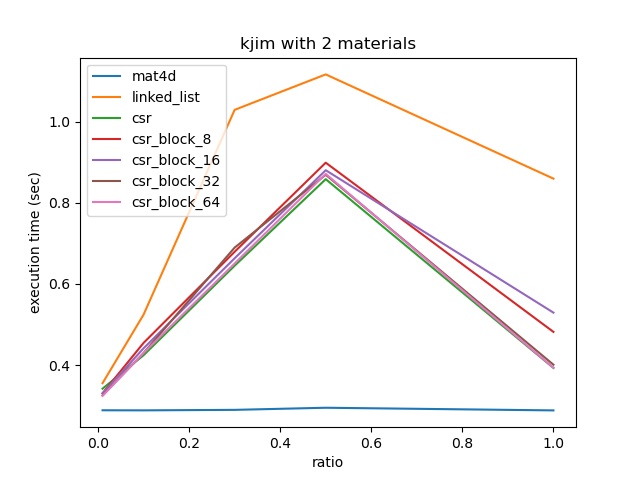 kjim with 2 materials
mat4d
linked_list
csr
csr_block_8
csr_block_16
csr_block_32
csr_block_64
execution time (sec)
1.0
0.8
0.6
0.4
0.0 0.2 0.4 0.6 0.8 1.0
ratio